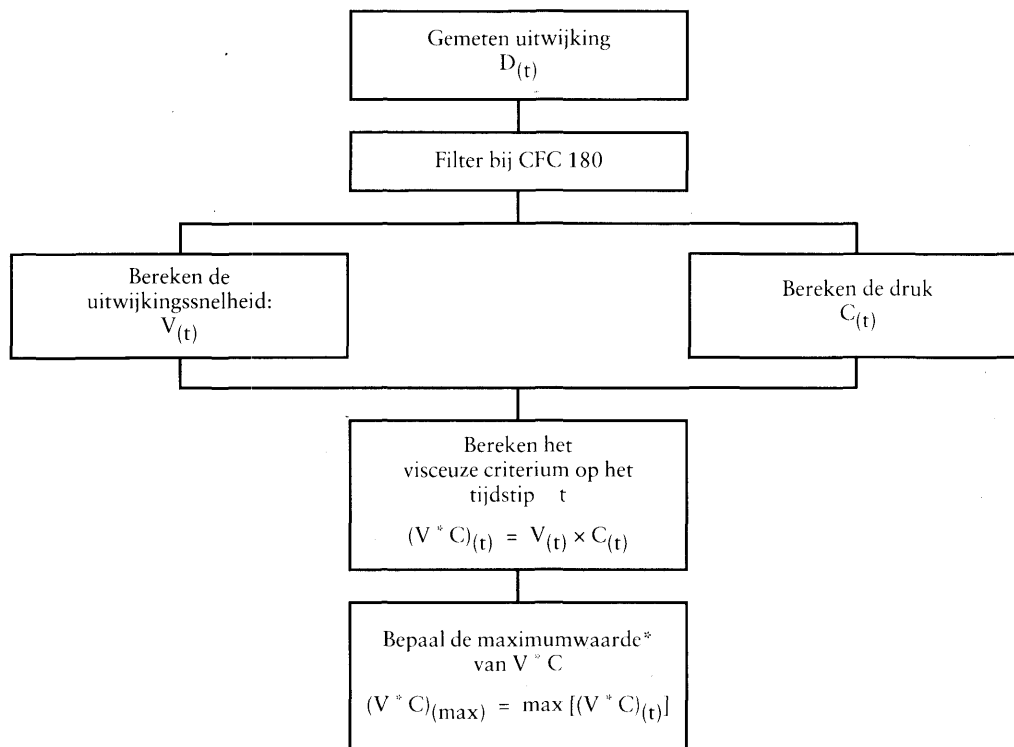 Gemeten uitwijking
D(t)
Filter bij CFC 180
Bereken de
uitwijkingssnelheid:
V(t)
Bereken de druk
C(t)
Bereken het
visceuze criterium op het
tijdstip t
(V * C)(t) = V(t) × C(t)
Bepaal de maximumwaarde*
van V * C
(V * C)(max) = max [(V * C)(t)]